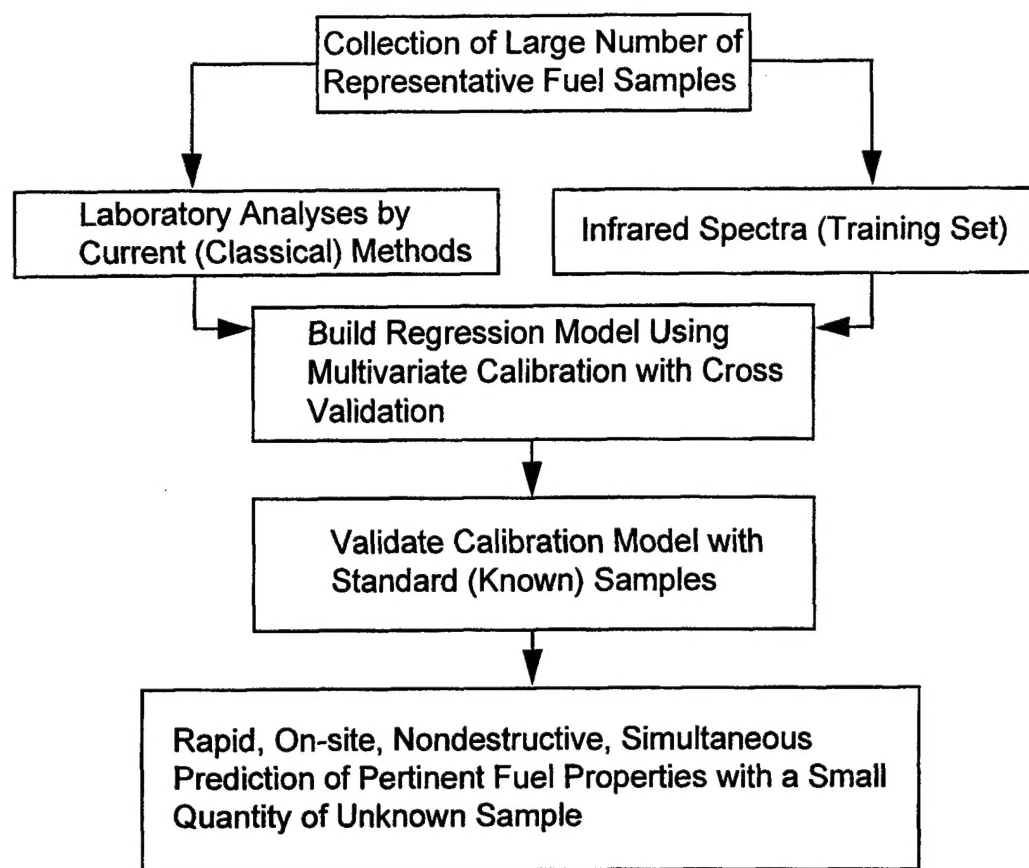 Collection of Large Number of
Representative Fuel Samples
Laboratory Analyses by
Current (Classical) Methods
Infrared Spectra (Training Set)
Build Regression Model Using
Multivariate Calibration with Cross
Validation
Validate Calibration Model with
Standard (Known) Samples
Rapid, On-site, Nondestructive, Simultaneous
Prediction of Pertinent Fuel Properties with a Small
Quantity of Unknown Sample